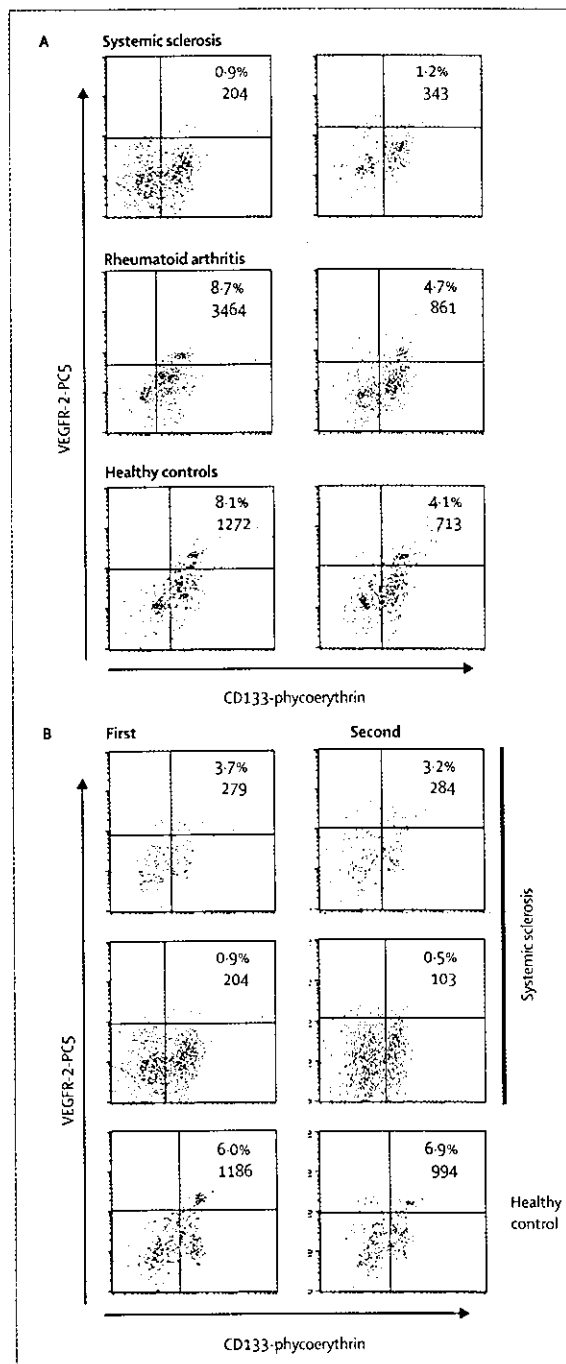 A
Systemic sclerosis
0·9%
204
1·2%
343
Rheumatoid arthritis
8·7%
3464
4·7%
861
Healthy controls
8·1%
1272
4·1%
713
VEGFR-2-PC5
CD133-phycoerythrin
B
First
Second
3·7%
279
3·2%
284
0·9%
204
0·5%
103
Systemic sclerosis
6·0%
1186
6·9%
994
Healthy
control
VEGFR-2-PC5
CD133-phycoerythrin